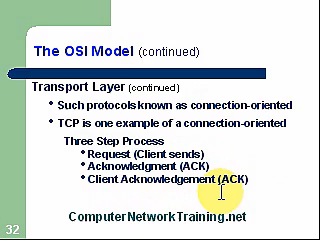 The OSI Model (continued)
Transport Layer (continued)
• Such protocols known as connection-oriented
• TCP is one example of a connection-oriented
Three Step Process
• Request (Client sends)
• Acknowledgment (ACK)
• Client Acknowledgement (ACK)
ComputerNetworkTraining.net
32